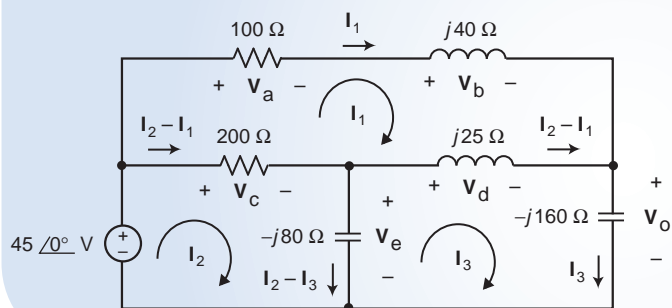 I1
100 Ω
j40 Ω
+ Va –
+ Vb –
I1
I2 – I1
200 Ω
j25 Ω
I2 – I1
+ Vc –
+ Vd –
+
–j160 Ω
Vo
–
45 /0° V
+
–
I2
–j80 Ω
+
Ve
–
I2 – I3
I3
I3